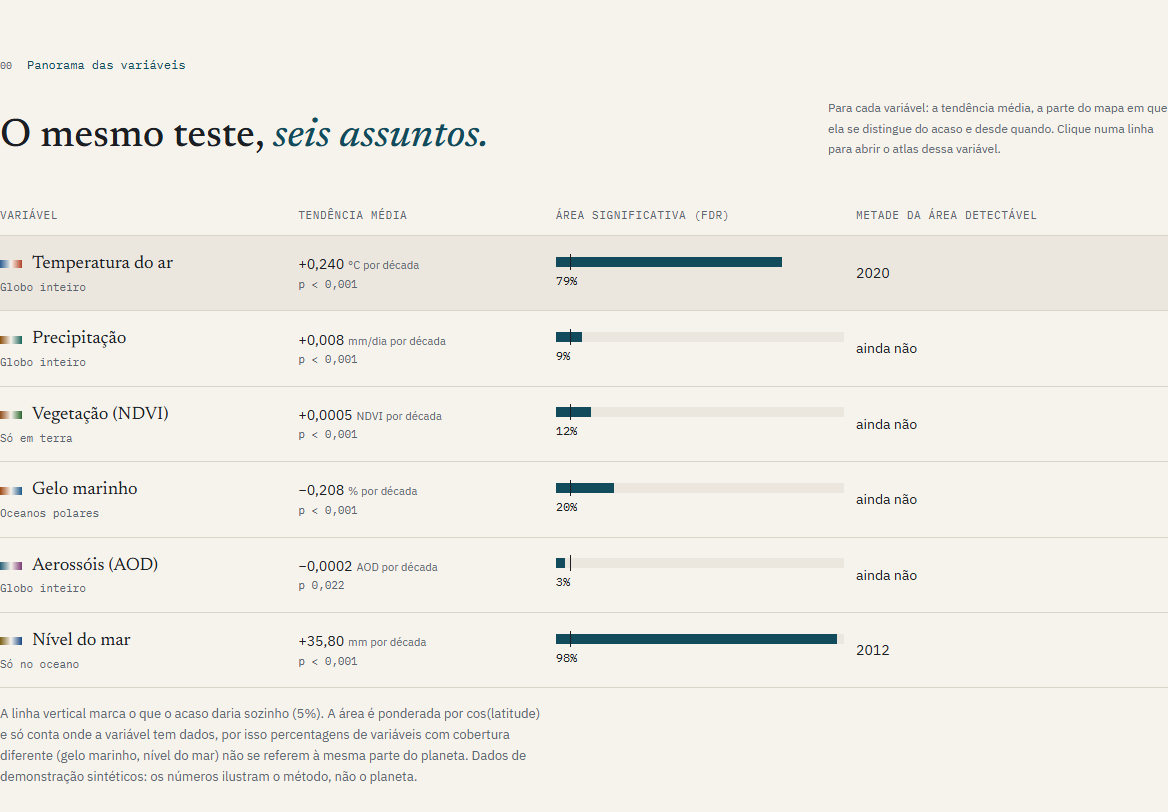 00 Panorama das variáveis
O mesmo teste, seis assuntos.
Para cada variável: a tendência média, a parte do mapa em que
ela se distingue do acaso e desde quando. Clique numa linha
para abrir o atlas dessa variável.
VARIÁVEL TENDÊNCIA MÉDIA ÁREA SIGNIFICATIVA (FDR) METADE DA ÁREA DETECTÁVEL
Temperatura do ar
Globo inteiro
+0,240 °C por década
p < 0,001
79%
2020
Precipitação
Globo inteiro
+0,008 mm/dia por década
p < 0,001
9%
ainda não
Vegetação (NDVI)
Só em terra
+0,0005 NDVI por década
p < 0,001
12%
ainda não
Gelo marinho
Oceanos polares
−0,208 % por década
p < 0,001
20%
ainda não
Aerossóis (AOD)
Globo inteiro
−0,0002 AOD por década
p 0,022
3%
ainda não
Nível do mar
Só no oceano
+35,80 mm por década
p < 0,001
98%
2012
A linha vertical marca o que o acaso daria sozinho (5%). A área é ponderada por cos(latitude)
e só conta onde a variável tem dados, por isso percentagens de variáveis com cobertura
diferente (gelo marinho, nível do mar) não se referem à mesma parte do planeta. Dados de
demonstração sintéticos: os números ilustram o método, não o planeta.